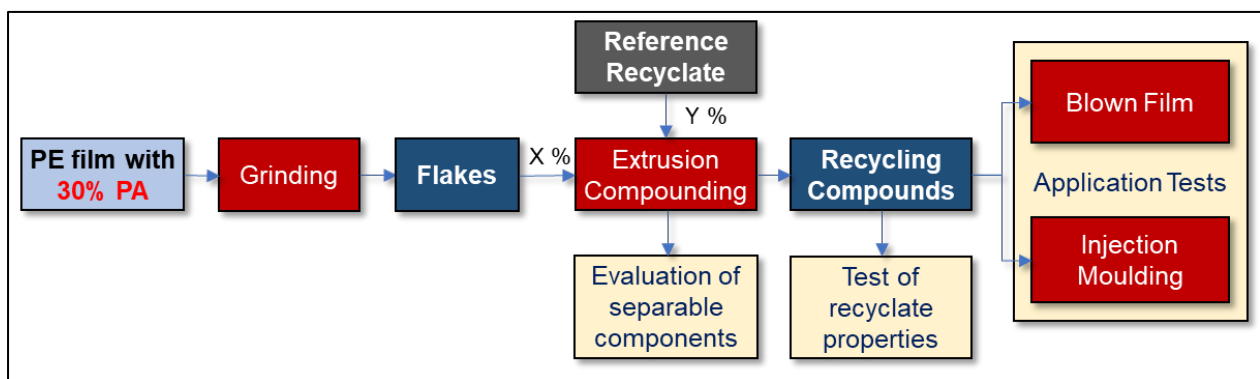 Reference
Recyclate
Y %
PE film with
30% PA
Grinding
Flakes
X %
Extrusion
Compounding
Recycling
Compounds
Blown Film
Application Tests
Injection
Moulding
Evaluation of
separable
components
Test of
recyclate
properties